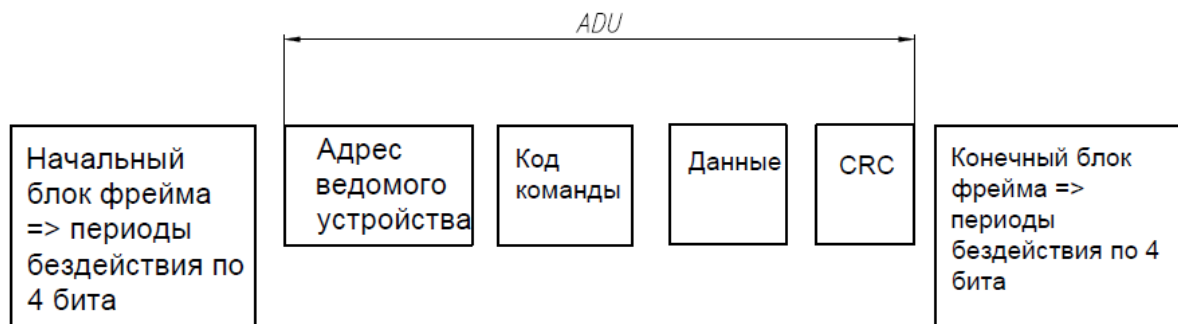 ADU
Начальный
блок фрейма
=> периоды
бездействия по
4 бита
Адрес
ведомого
устройства
Код
команды
Данные
CRC
Конечный блок
фрейма =>
периоды
бездействия по 4
бита